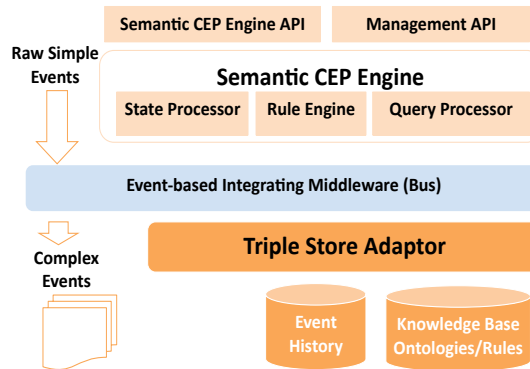 Semantic CEP Engine API
Management API
Raw Simple
Events
Semantic CEP Engine
State Processor
Rule Engine
Query Processor
Event-based Integrating Middleware (Bus)
Triple Store Adaptor
Complex
Events
Event
History
Knowledge Base
Ontologies/Rules